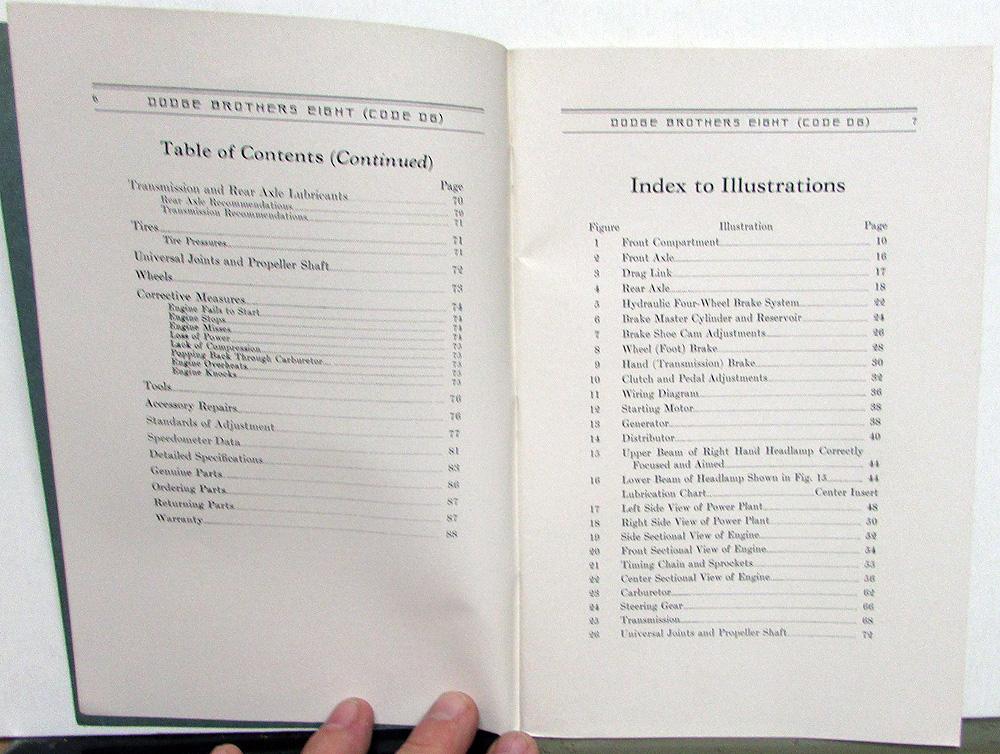 6 DODGE BROTHERS EIGHT (CODE DG)
Table of Contents (Continued)
Page
Transmission and Rear Axle Lubricants 70
Rear Axle Recommendations 70
Transmission Recommendations 71
Tires 71
Tire Pressures 71
Universal Joints and Propeller Shaft 72
Wheels 73
Corrective Measures 74
Engine Fails to Start 74
Engine Stops 74
Engine Misses 74
Loss of Power 75
Lack of Compression 75
Popping Back Through Carburetor 75
Engine Overheats 75
Engine Knocks 75
Tools 76
Accessory Repairs 76
Standards of Adjustment 77
Speedometer Data 81
Detailed Specifications 83
Genuine Parts 86
Ordering Parts 87
Returning Parts 87
Warranty 88
DODGE BROTHERS EIGHT (CODE DG) 7
Index to Illustrations
Figure Illustration Page
1 Front Compartment 10
2 Front Axle 16
3 Drag Link 17
4 Rear Axle 18
5 Hydraulic Four-Wheel Brake System 22
6 Brake Master Cylinder and Reservoir 24
7 Brake Shoe Cam Adjustments 26
8 Wheel (Foot) Brake 28
9 Hand (Transmission) Brake 30
10 Clutch and Pedal Adjustments 32
11 Wiring Diagram 36
12 Starting Motor 38
13 Generator 38
14 Distributor 40
15 Upper Beam of Right Hand Headlamp Correctly
Focused and Aimed 44
16 Lower Beam of Headlamp Shown in Fig. 15 44
Lubrication Chart Center Insert
17 Left Side View of Power Plant 48
18 Right Side View of Power Plant 50
19 Side Sectional View of Engine 52
20 Front Sectional View of Engine 54
21 Timing Chain and Sprockets 55
22 Center Sectional View of Engine 56
23 Carburetor 62
24 Steering Gear 66
25 Transmission 68
26 Universal Joints and Propeller Shaft 72